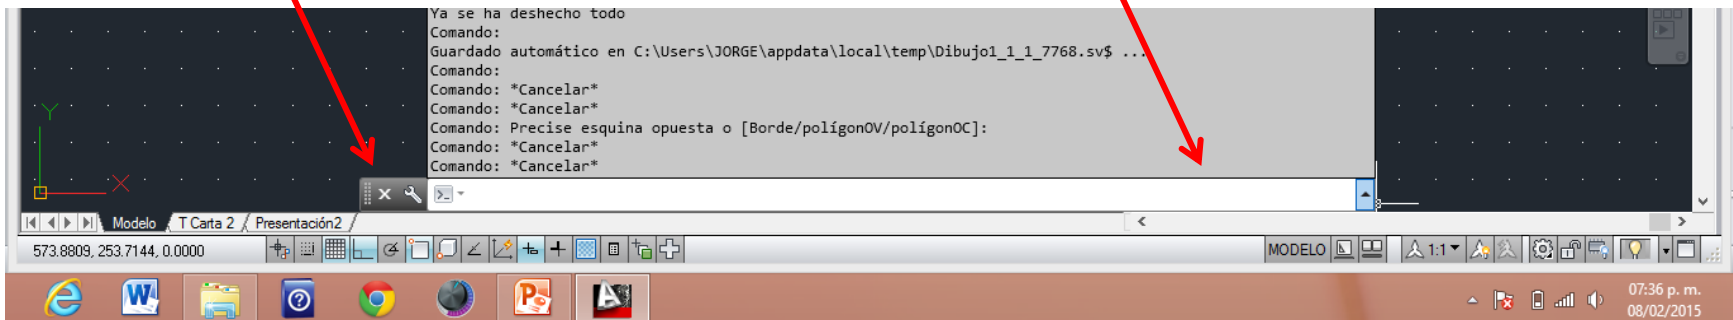 Ya se ha deshecho todo
Comando:
Guardado automático en C:\Users\JORGE\appdata\local\temp\Dibujo1_1_1_7768.sv$ ...
Comando:
Comando: *Cancelar*
Comando: *Cancelar*
Comando: Precise esquina opuesta o [Borde/polígonOV/polígonOC]:
Comando: *Cancelar*
Comando: *Cancelar*
Y
X
Modelo T Carta 2 Presentación2
573.8809, 253.7144, 0.0000 MODELO 1:1
07:36 p. m.
08/02/2015